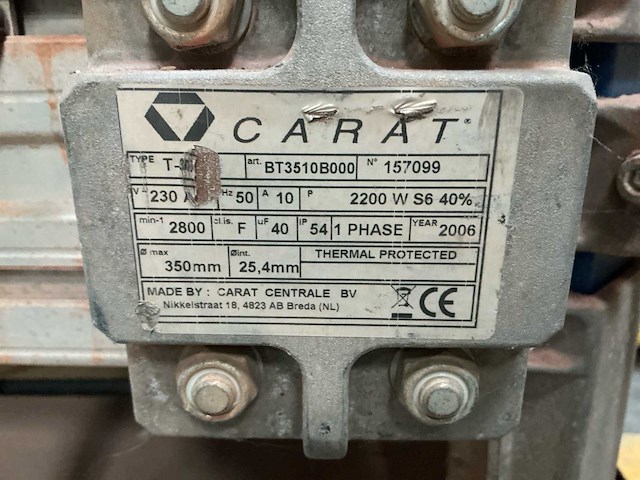 CARAT®
TYPE T- art. BT3510B000 N° 157099
V~ 230 Hz 50 A 10 P 2200 W S6 40%
min-1 2800 cl.is. F uF 40 IP 54 1 PHASE YEAR 2006
Ø max 350mm Øint. 25,4mm THERMAL PROTECTED
MADE BY : CARAT CENTRALE BV
Nikkelstraat 18, 4823 AB Breda (NL)
CE